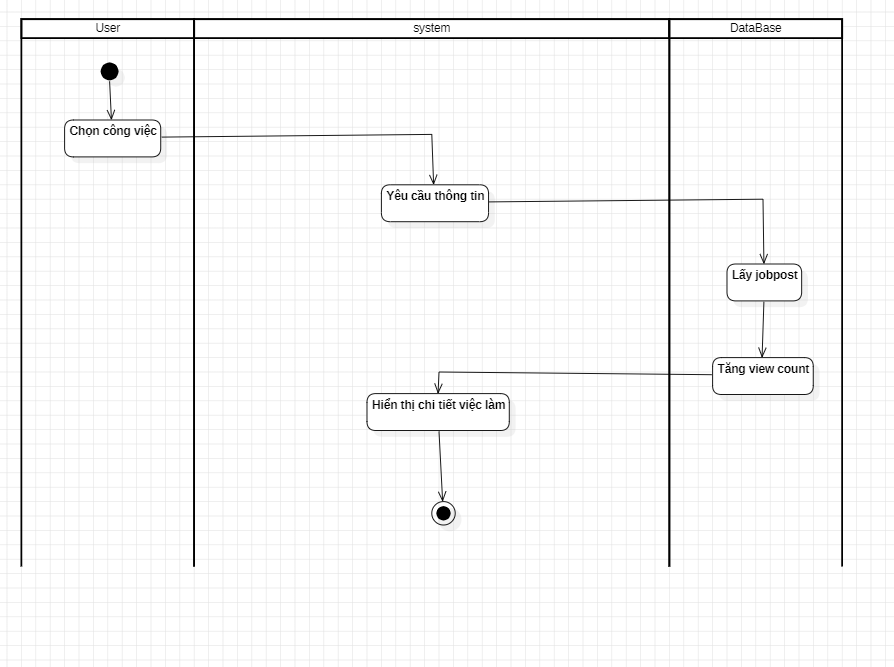 User
system
DataBase
Chọn công việc
Yêu cầu thông tin
Lấy jobpost
Tăng view count
Hiển thị chi tiết việc làm